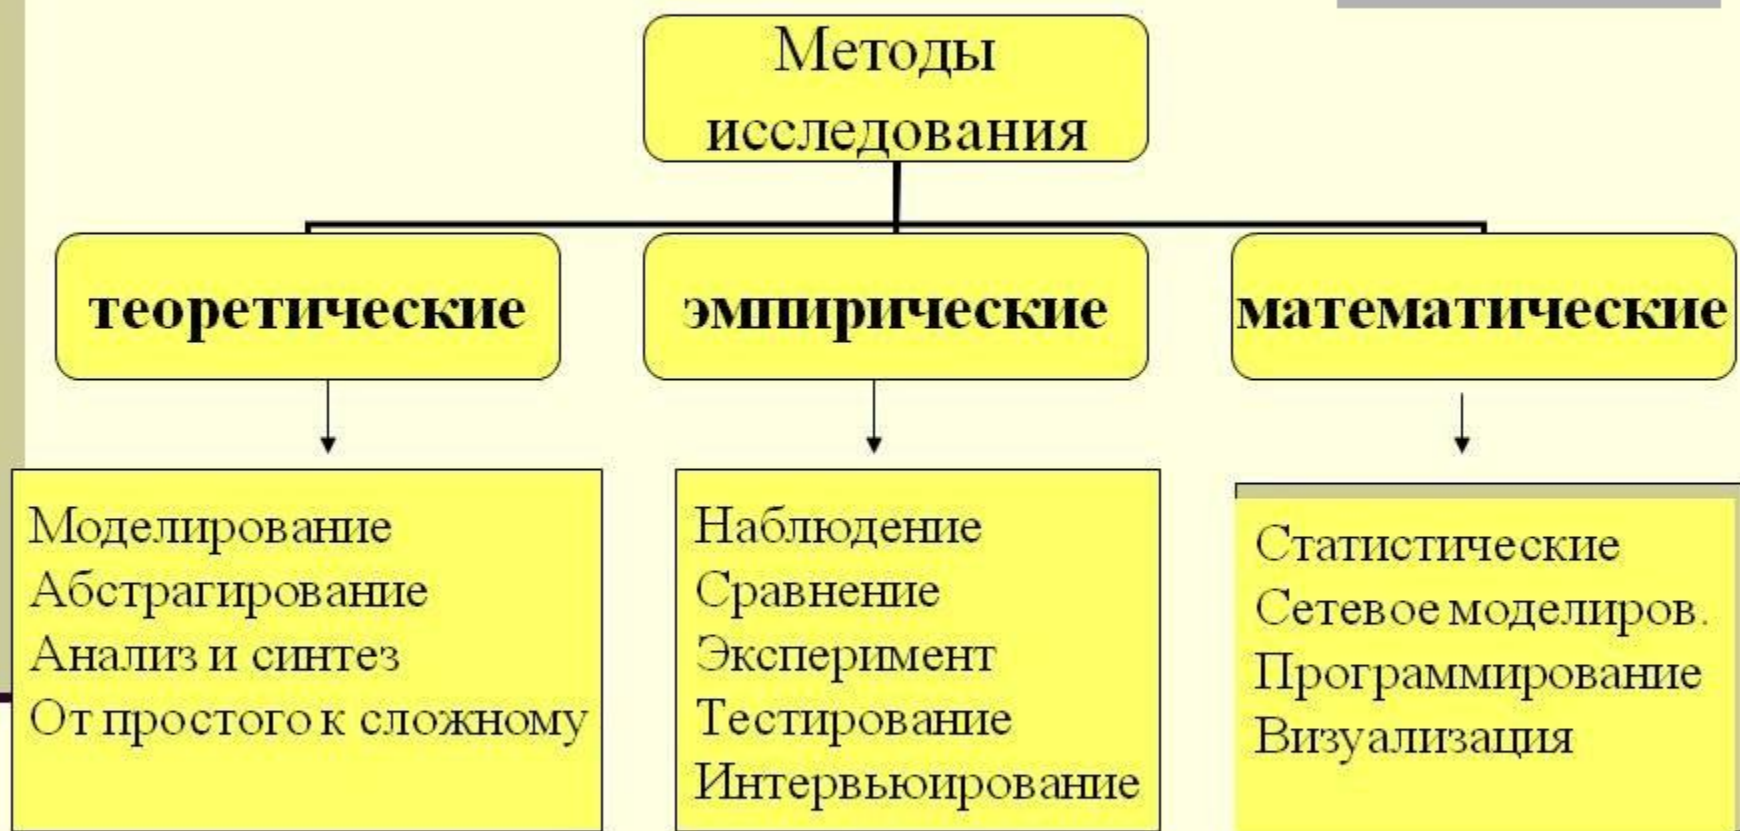 Методы
исследования
теоретические
эмпирические
математические
Моделирование
Абстрагирование
Анализ и синтез
От простого к сложному
Наблюдение
Сравнение
Эксперимент
Тестирование
Интервьюирование
Статистические
Сетевое моделиров.
Программирование
Визуализация